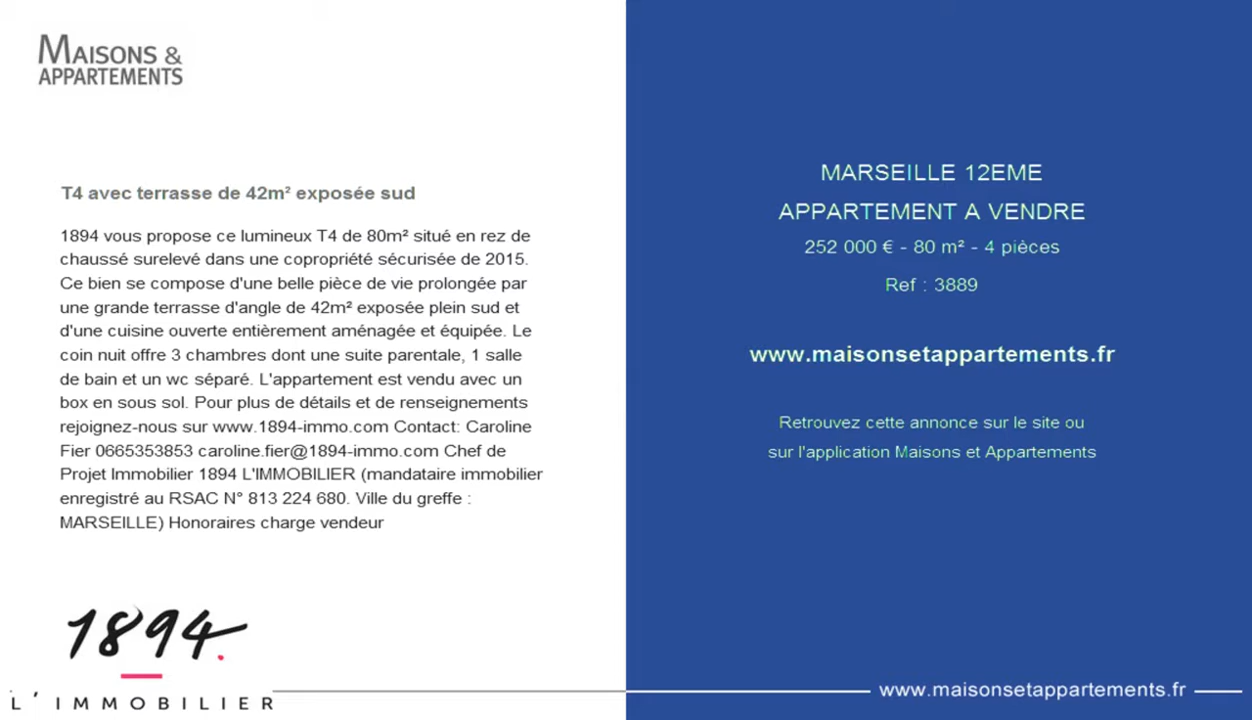 MAISONS &
APPARTEMENTS
T4 avec terrasse de 42m² exposée sud
1894 vous propose ce lumineux T4 de 80m² situé en rez de
chaussé surelevé dans une copropriété sécurisée de 2015.
Ce bien se compose d'une belle pièce de vie prolongée par
une grande terrasse d'angle de 42m² exposée plein sud et
d'une cuisine ouverte entièrement aménagée et équipée. Le
coin nuit offre 3 chambres dont une suite parentale, 1 salle
de bain et un wc séparé. L'appartement est vendu avec un
box en sous sol. Pour plus de détails et de renseignements
rejoignez-nous sur www.1894-immo.com Contact: Caroline
Fier 0665353853 caroline.fier@1894-immo.com Chef de
Projet Immobilier 1894 L'IMMOBILIER (mandataire immobilier
enregistré au RSAC N° 813 224 680. Ville du greffe :
MARSEILLE) Honoraires charge vendeur
1894.
L'IMMOBILIER
MARSEILLE 12EME
APPARTEMENT A VENDRE
252 000 € - 80 m² - 4 pièces
Ref : 3889
www.maisonsetappartements.fr
Retrouvez cette annonce sur le site ou
sur l'application Maisons et Appartements
www.maisonsetappartements.fr